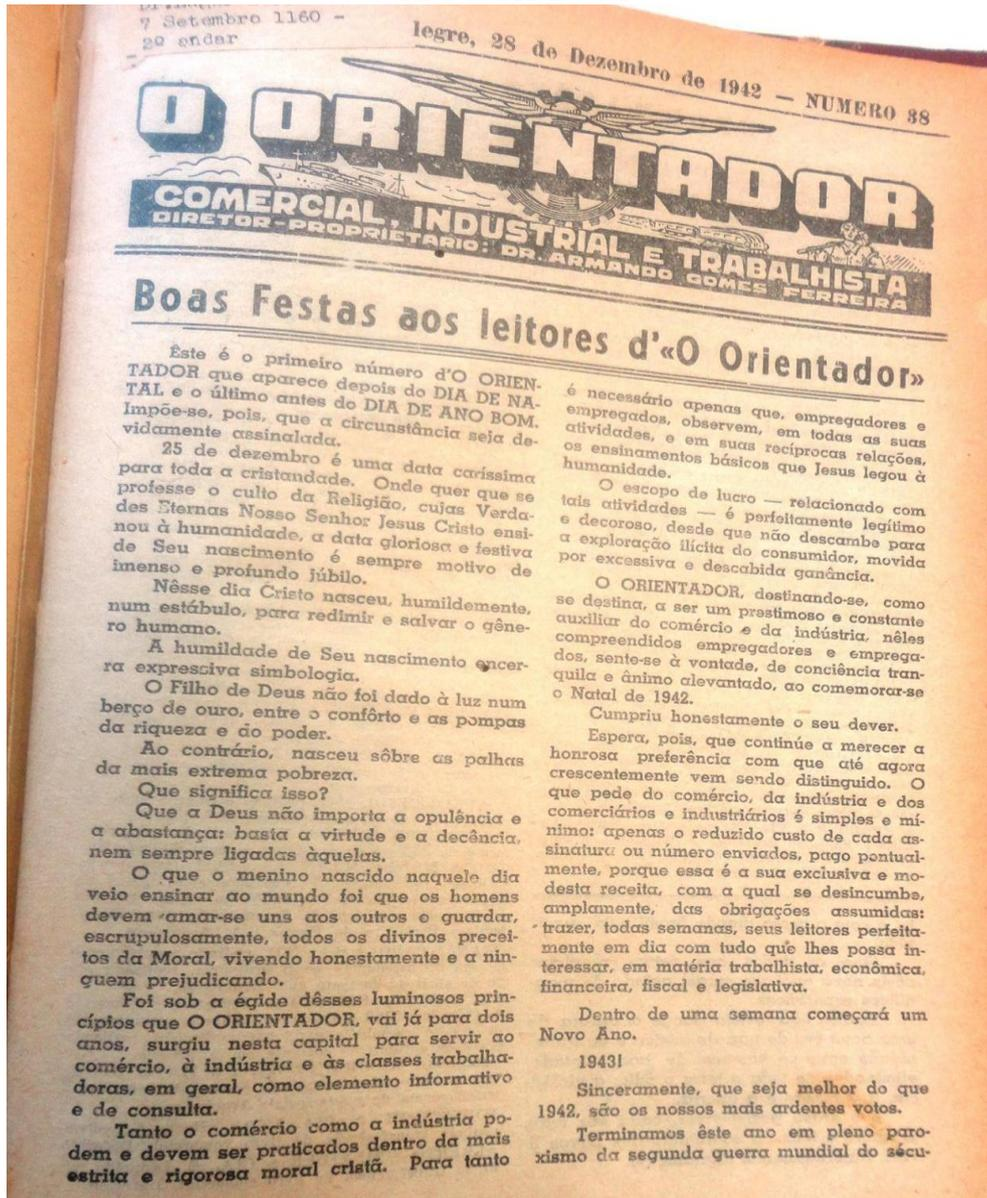 7 Setembro 1160 -
2º andar
legre, 28 de Dezembro de 1942 — NUMERO 38
O ORIENTADOR
COMERCIAL, INDUSTRIAL E TRABALHISTA
DIRETOR-PROPRIETARIO: DR. ARMANDO GOMES FERREIRA
Boas Festas aos leitores d'«O Orientador»
Êste é o primeiro número d'O ORIEN-
TADOR que aparece depois do DIA DE NA-
TAL e o último antes do DIA DE ANO BOM.
Impõe-se, pois, que a circunstância seja de-
vidamente assinalada.
25 de dezembro é uma data caríssima
para toda a cristandade. Onde quer que se
professe o culto da Religião, cujas Verda-
des Eternas Nosso Senhor Jesus Cristo ensi-
nou à humanidade, a data gloriosa e festiva
de Seu nascimento é sempre motivo de
imenso e profundo júbilo.
Nêsse dia Cristo nasceu, humildemente,
num estábulo, para redimir e salvar o gêne-
ro humano.
A humildade de Seu nascimento encer-
ra expressiva simbologia.
O Filho de Deus não foi dado à luz num
berço de ouro, entre o confôrto e as pompas
da riqueza e do poder.
Ao contrário, nasceu sôbre as palhas
da mais extrema pobreza.
Que significa isso?
Que a Deus não importa a opulência e
a abastança: basta a virtude e a decência,
nem sempre ligadas àquelas.
O que o menino nascido naquele dia
veio ensinar ao mundo foi que os homens
devem amar-se uns aos outros e guardar,
escrupulosamente, todos os divinos precei-
tos da Moral, vivendo honestamente e a nin-
guem prejudicando.
Foi sob a égide dêsses luminosos prin-
cípios que O ORIENTADOR, vai já para dois
anos, surgiu nesta capital para servir ao
comércio, à indústria e às classes trabalha-
doras, em geral, como elemento informativo
e de consulta.
Tanto o comércio como a indústria po-
dem e devem ser praticados dentro da mais
estrita e rigorosa moral cristã. Para tanto
é necessário apenas que, empregadores e
empregados, observem, em todas as suas
atividades, e em suas recíprocas relações,
os ensinamentos básicos que Jesus legou à
humanidade.
O escopo de lucro — relacionado com
tais atividades — é perfeitamente legítimo
e decoroso, desde que não descambe para
a exploração ilícita do consumidor, movida
por excessiva e descabida ganância.
O ORIENTADOR, destinando-se, como
se destina, a ser um prestimoso e constante
auxiliar do comércio e da indústria, nêles
compreendidos empregadores e emprega-
dos, sente-se à vontade, de conciência tran-
quila e ânimo alevantado, ao comemorar-se
o Natal de 1942.
Cumpriu honestamente o seu dever.
Espera, pois, que continúe a merecer a
honrosa preferência com que até agora
crescentemente vem sendo distinguido. O
que pede do comércio, da indústria e dos
comerciários e industriários é simples e mí-
nimo: apenas o reduzido custo de cada as-
sinatura ou número enviados, pago pontual-
mente, porque essa é a sua exclusiva e mo-
desta receita, com a qual se desincumbe,
amplamente, das obrigações assumidas:
trazer, todas semanas, seus leitores perfeita-
mente em dia com tudo que lhes possa in-
teressar, em matéria trabalhista, econômica,
financeira, fiscal e legislativa.
Dentro de uma semana começará um
Novo Ano.
1943!
Sinceramente, que seja melhor do que
1942, são os nossos mais ardentes votos.
Terminamos êste ano em pleno paro-
xismo da segunda guerra mundial do sécu-